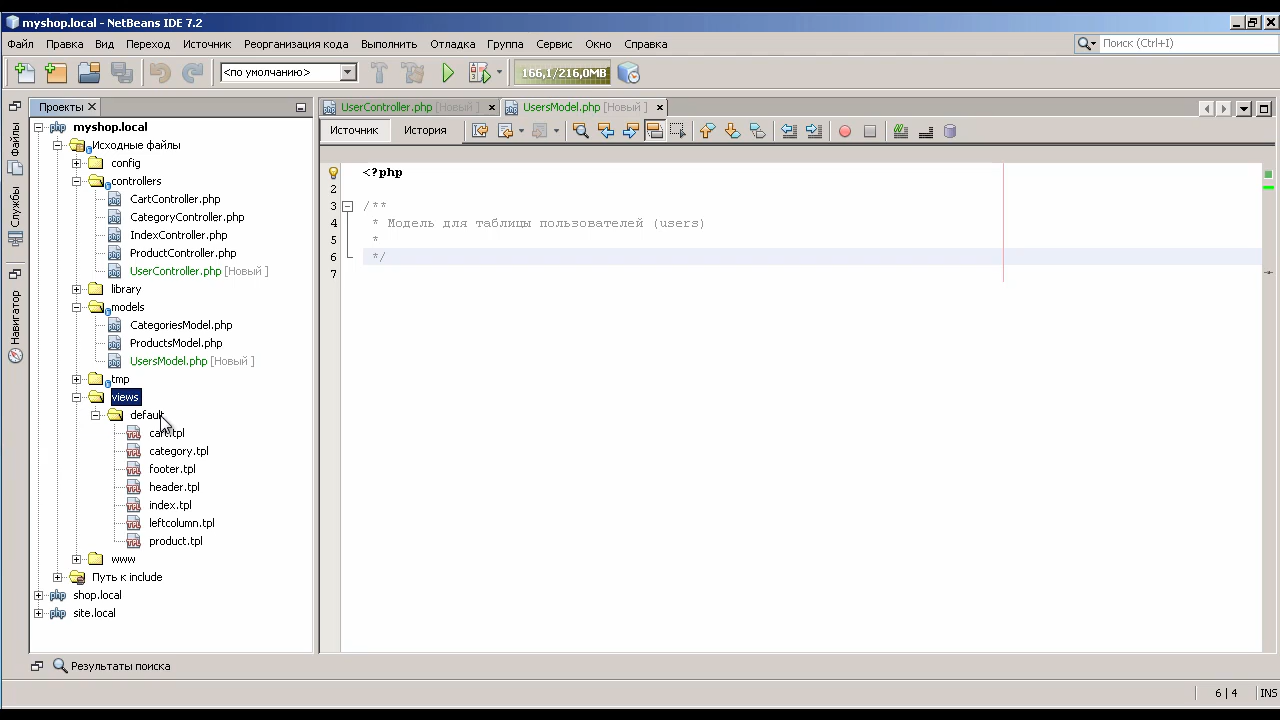 myshop.local - NetBeans IDE 7.2
Файл Правка Вид Переход Источник Реорганизация кода Выполнить Отладка Группа Сервис Окно Справка
Поиск (Ctrl+I)
<по умолчанию>
166,1/216,0MB
Проекты
UserController.php [Новый ]
UsersModel.php [Новый ]
Источник История
Файлы
Службы
Навигатор
myshop.local
Исходные файлы
config
controllers
CartController.php
CategoryController.php
IndexController.php
ProductController.php
UserController.php [Новый ]
library
models
CategoriesModel.php
ProductsModel.php
UsersModel.php [Новый ]
tmp
views
default
cart.tpl
category.tpl
footer.tpl
header.tpl
index.tpl
leftcolumn.tpl
product.tpl
www
Путь к include
shop.local
site.local
<?php
2
3 /**
4 * Модель для таблицы пользователей (users)
5 *
6 */
7
Результаты поиска
6 | 4 INS